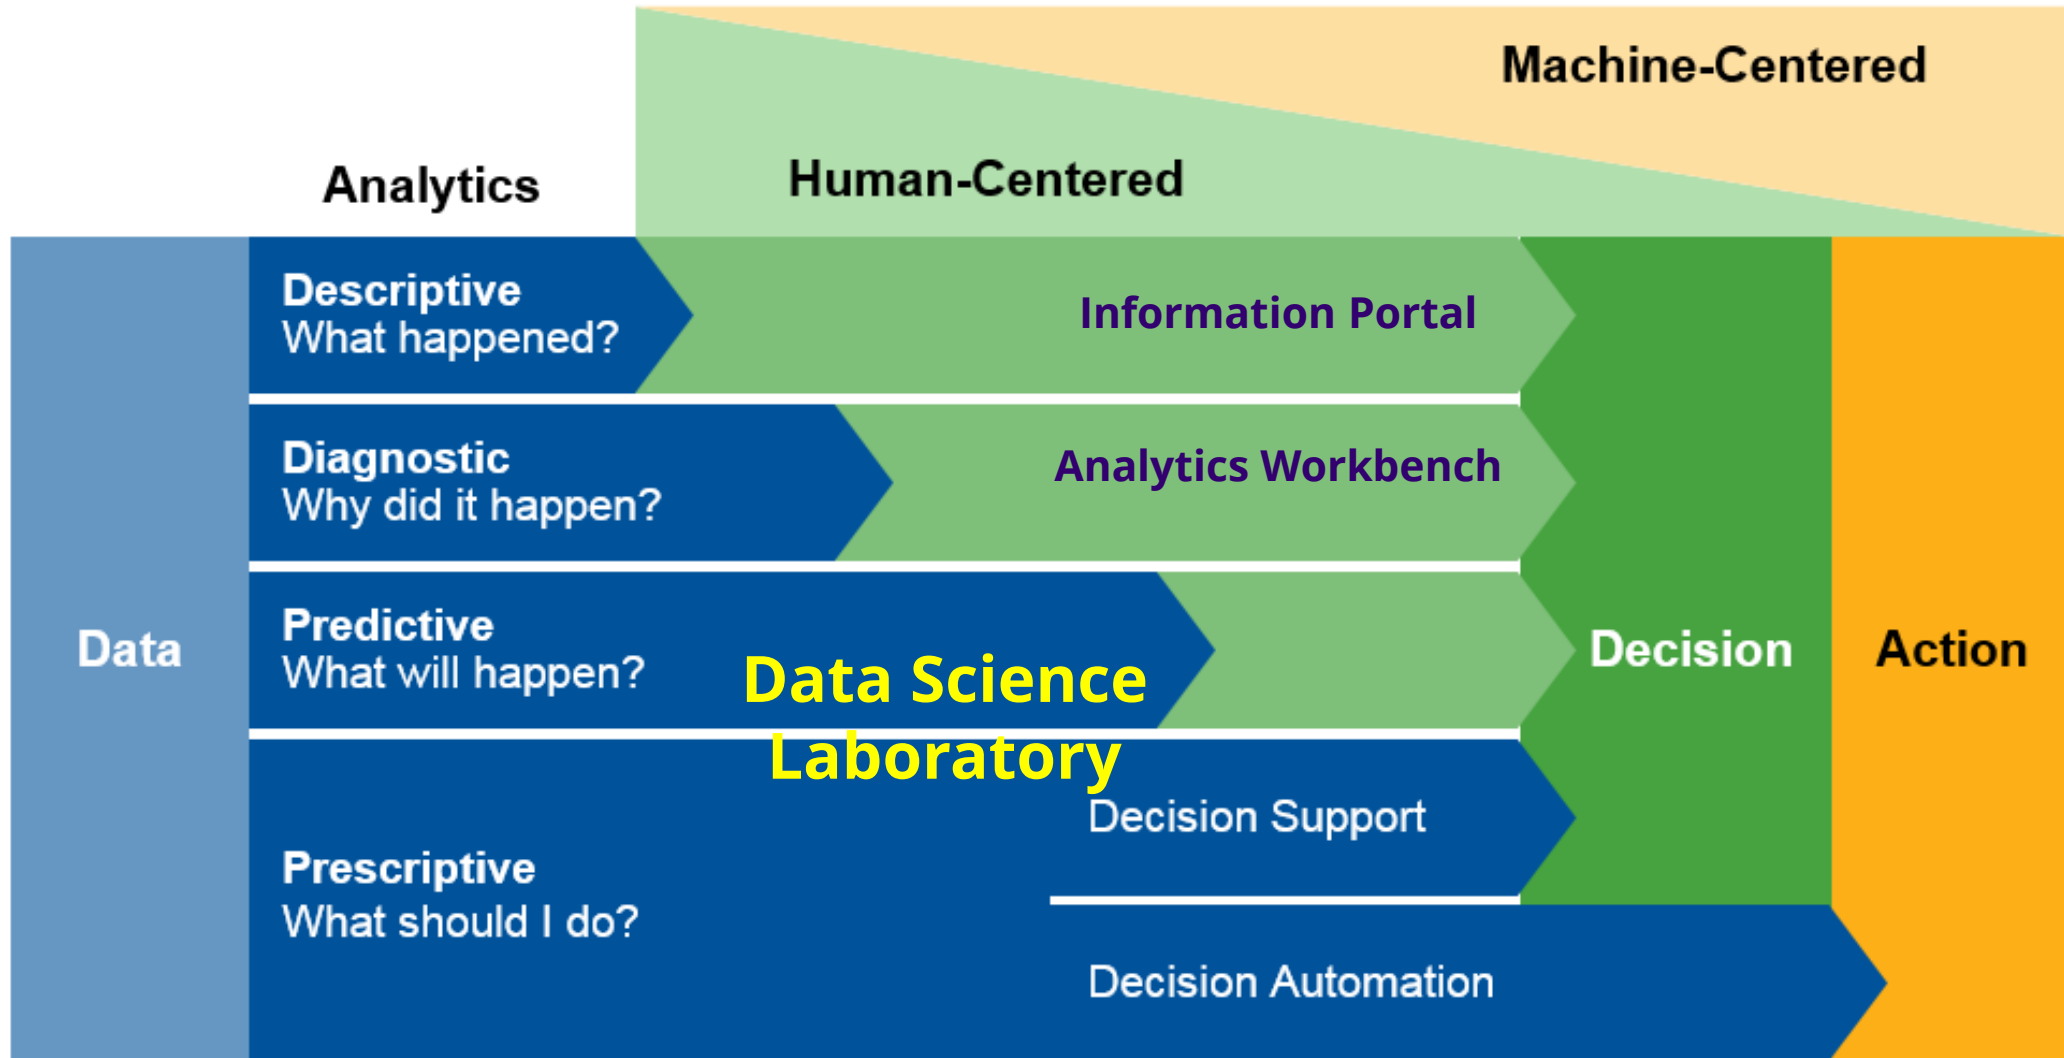 Machine-Centered
Human-Centered
Analytics
Descriptive
What happened?
Information Portal
Diagnostic
Why did it happen?
Analytics Workbench
Data
Predictive
What will happen?
Data Science
Laboratory
Decision
Action
Prescriptive
What should I do?
Decision Support
Decision Automation